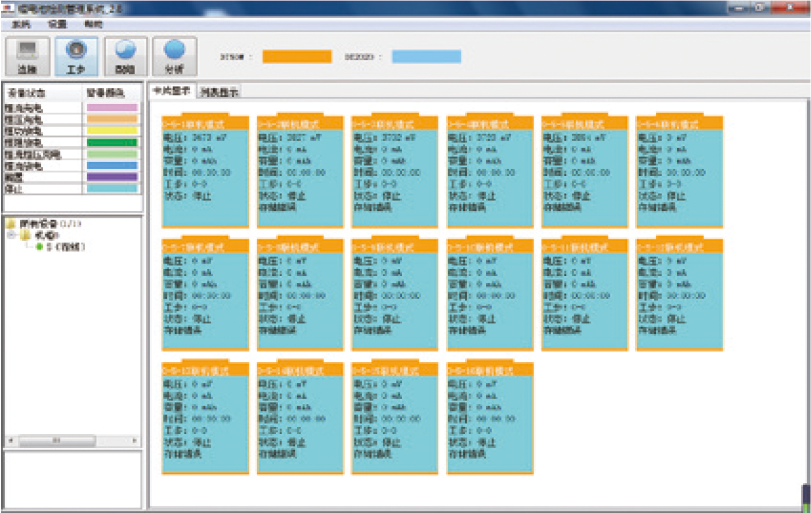 锂电池检测管理系统_2.0
系统 设置 帮助
连接 工步 启动 分析
DT50W : DE2020 :
设备状态 背景颜色
恒流充电
恒压充电
恒功放电
恒阻放电
恒流恒压充电
恒流放电
搁置
停止
所有设备(1/1)
机柜0
5(在线)
卡片显示 列表显示
0-5-1联机模式
电压: 3673 mV
电流: 0 mA
容量: 0 mAh
时间: 00:00:00
工步: 0-0
状态: 停止
0-5-2联机模式
电压: 3827 mV
电流: 0 mA
容量: 0 mAh
时间: 00:00:00
工步: 0-0
状态: 停止
存储错误
0-5-3联机模式
电压: 3732 mV
电流: 0 mA
容量: 0 mAh
时间: 00:00:00
工步: 0-0
状态: 停止
存储错误
0-5-4联机模式
电压: 3723 mV
电流: 0 mA
容量: 0 mAh
时间: 00:00:00
工步: 0-0
状态: 停止
存储错误
0-5-5联机模式
电压: 3804 mV
电流: 0 mA
容量: 0 mAh
时间: 00:00:00
工步: 0-0
状态: 停止
存储错误
0-5-6联机模式
电压: 0 mV
电流: 0 mA
容量: 0 mAh
时间: 00:00:00
工步: 0-0
状态: 停止
存储错误
0-5-7联机模式
电压: 0 mV
电流: 0 mA
容量: 0 mAh
时间: 00:00:00
工步: 0-0
状态: 停止
存储错误
0-5-8联机模式
电压: 0 mV
电流: 0 mA
容量: 0 mAh
时间: 00:00:00
工步: 0-0
状态: 停止
存储错误
0-5-9联机模式
电压: 0 mV
电流: 0 mA
容量: 0 mAh
时间: 00:00:00
工步: 0-0
状态: 停止
存储错误
0-5-10联机模式
电压: 0 mV
电流: 0 mA
容量: 0 mAh
时间: 00:00:00
工步: 0-0
状态: 停止
存储错误
0-5-11联机模式
电压: 0 mV
电流: 0 mA
容量: 0 mAh
时间: 00:00:00
工步: 0-0
状态: 停止
存储错误
0-5-12联机模式
电压: 0 mV
电流: 0 mA
容量: 0 mAh
时间: 00:00:00
工步: 0-0
状态: 停止
存储错误
0-5-13联机模式
电压: 0 mV
电流: 0 mA
容量: 0 mAh
时间: 00:00:00
工步: 0-0
状态: 停止
存储错误
0-5-14联机模式
电压: 0 mV
电流: 0 mA
容量: 0 mAh
时间: 00:00:00
工步: 0-0
状态: 停止
存储错误
0-5-15联机模式
电压: 0 mV
电流: 0 mA
容量: 0 mAh
时间: 00:00:00
工步: 0-0
状态: 停止
存储错误
0-5-16联机模式
电压: 0 mV
电流: 0 mA
容量: 0 mAh
时间: 00:00:00
工步: 0-0
状态: 停止
存储错误